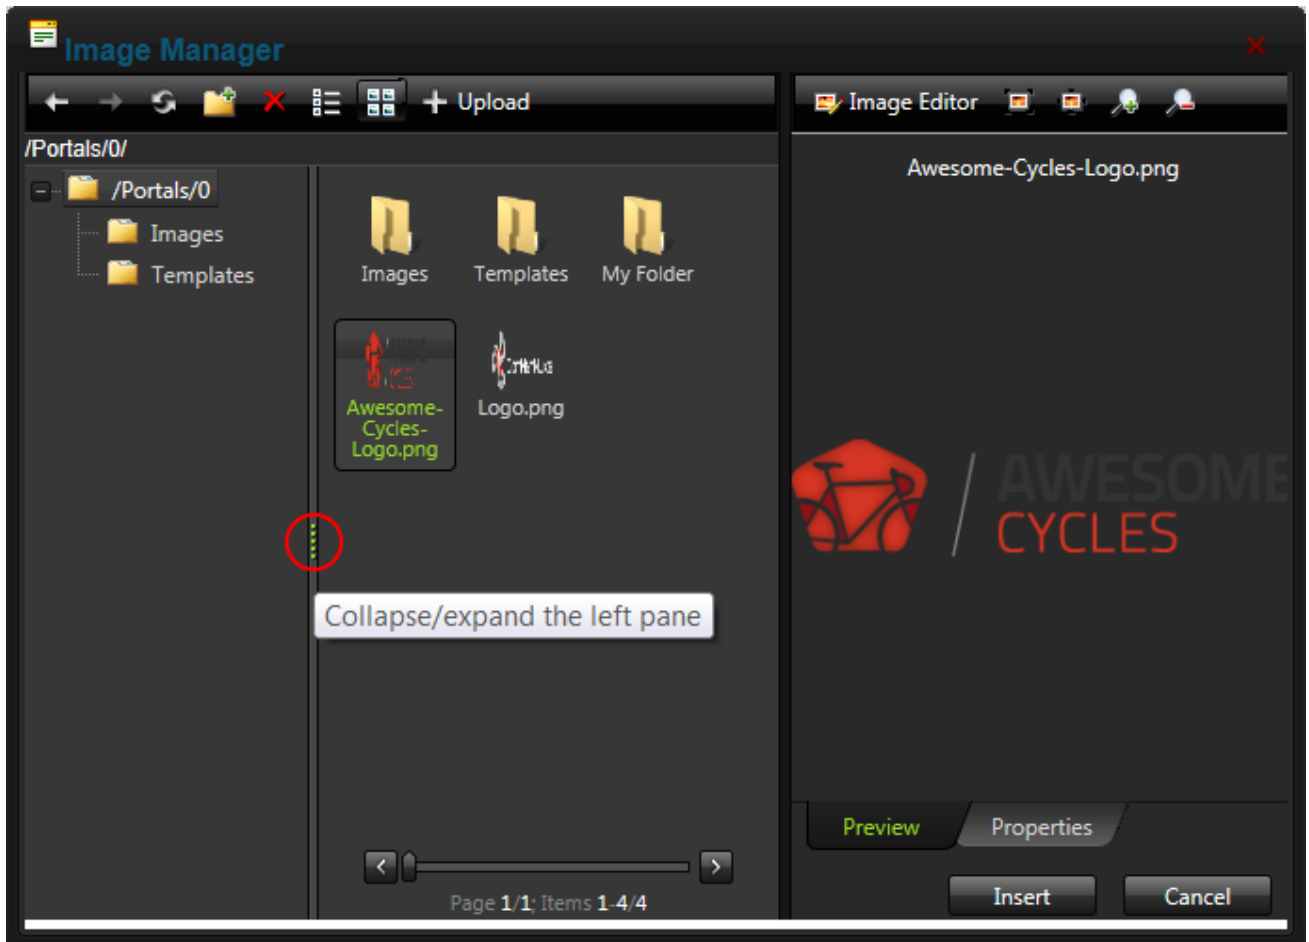 Image Manager
Upload
Image Editor
/Portals/0/
/Portals/0
Images
Templates
Images
Templates
My Folder
Awesome-
Cycles-
Logo.png
Logo.png
Collapse/expand the left pane
Page 1/1; Items 1-4/4
Awesome-Cycles-Logo.png
AWESOME
CYCLES
Preview
Properties
Insert
Cancel